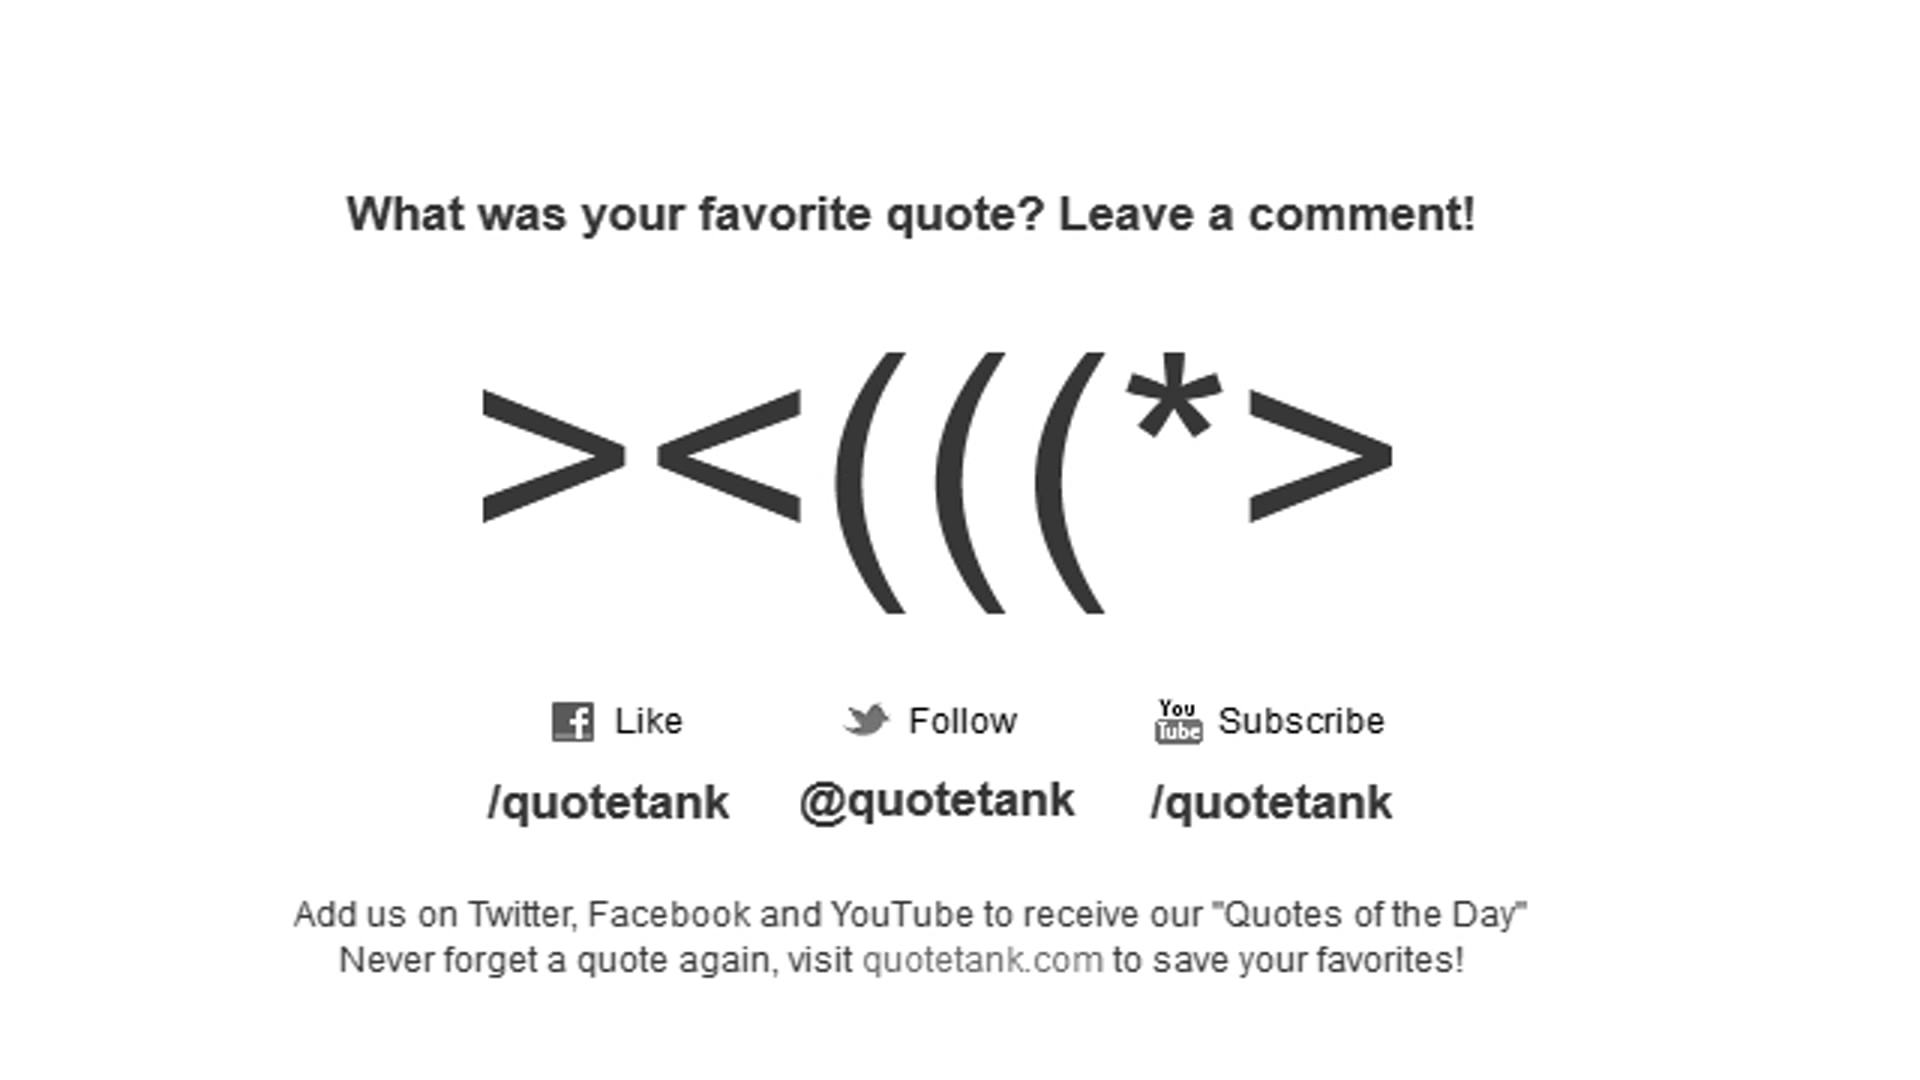 What was your favorite quote? Leave a comment!
><(((*>
f Like
Follow
You Tube Subscribe
/quotetank
@quotetank
/quotetank
Add us on Twitter, Facebook and YouTube to receive our "Quotes of the Day"
Never forget a quote again, visit quotetank.com to save your favorites!